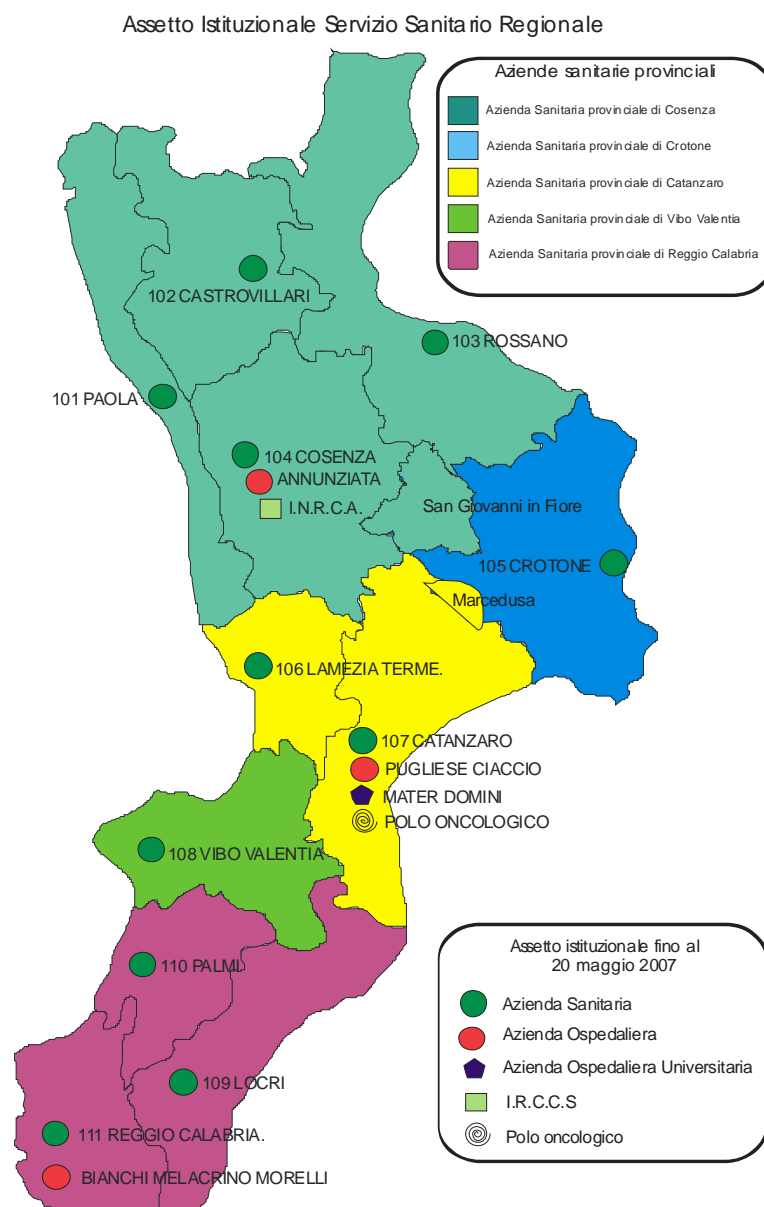 Assetto Istituzionale Servizio Sanitario Regionale
Aziende sanitarie provinciali
Azienda Sanitaria provinciale di Cosenza
Azienda Sanitaria provinciale di Crotone
Azienda Sanitaria provinciale di Catanzaro
Azienda Sanitaria provinciale di Vibo Valentia
Azienda Sanitaria provinciale di Reggio Calabria
102 CASTROVILLARI
103 ROSSANO
101 PAOLA
104 COSENZA
ANNUNZIATA
I.N.R.C.A.
San Giovanni in Fiore
105 CROTONE
Marcedusa
106 LAMEZIA TERME.
107 CATANZARO
PUGLIESE CIACCIO
MATER DOMINI
POLO ONCOLOGICO
108 VIBO VALENTIA
110 PALMI.
109 LOCRI
111 REGGIO CALABRIA.
BIANCHI MELACRINO MORELLI
Assetto istituzionale fino al
20 maggio 2007
Azienda Sanitaria
Azienda Ospedaliera
Azienda Ospedaliera Universitaria
I.R.C.C.S
Polo oncologico